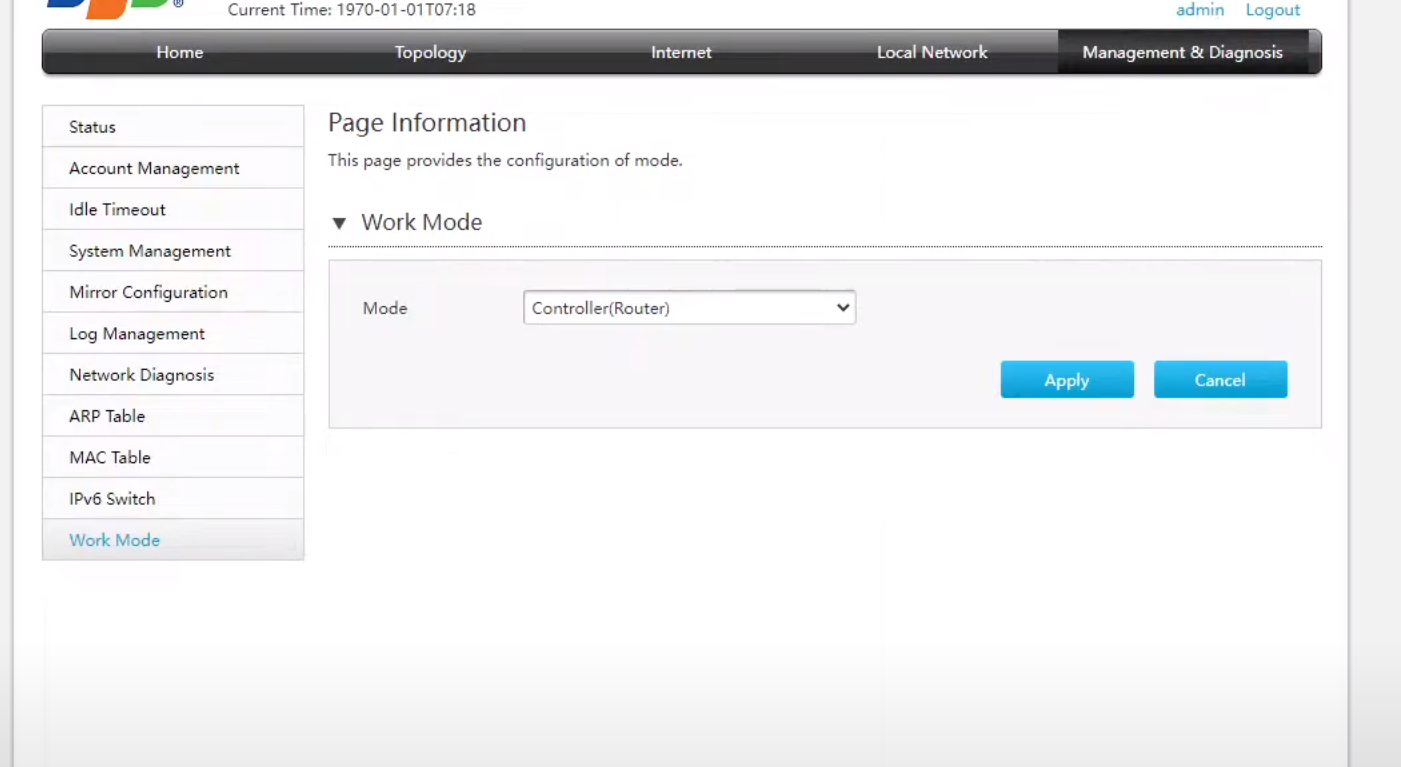 ®
Current Time: 1970-01-01T07:18
admin Logout
Home Topology Internet Local Network Management & Diagnosis
Status
Account Management
Idle Timeout
System Management
Mirror Configuration
Log Management
Network Diagnosis
ARP Table
MAC Table
IPv6 Switch
Work Mode
Page Information
This page provides the configuration of mode.
▼ Work Mode
Mode Controller(Router)
Apply Cancel